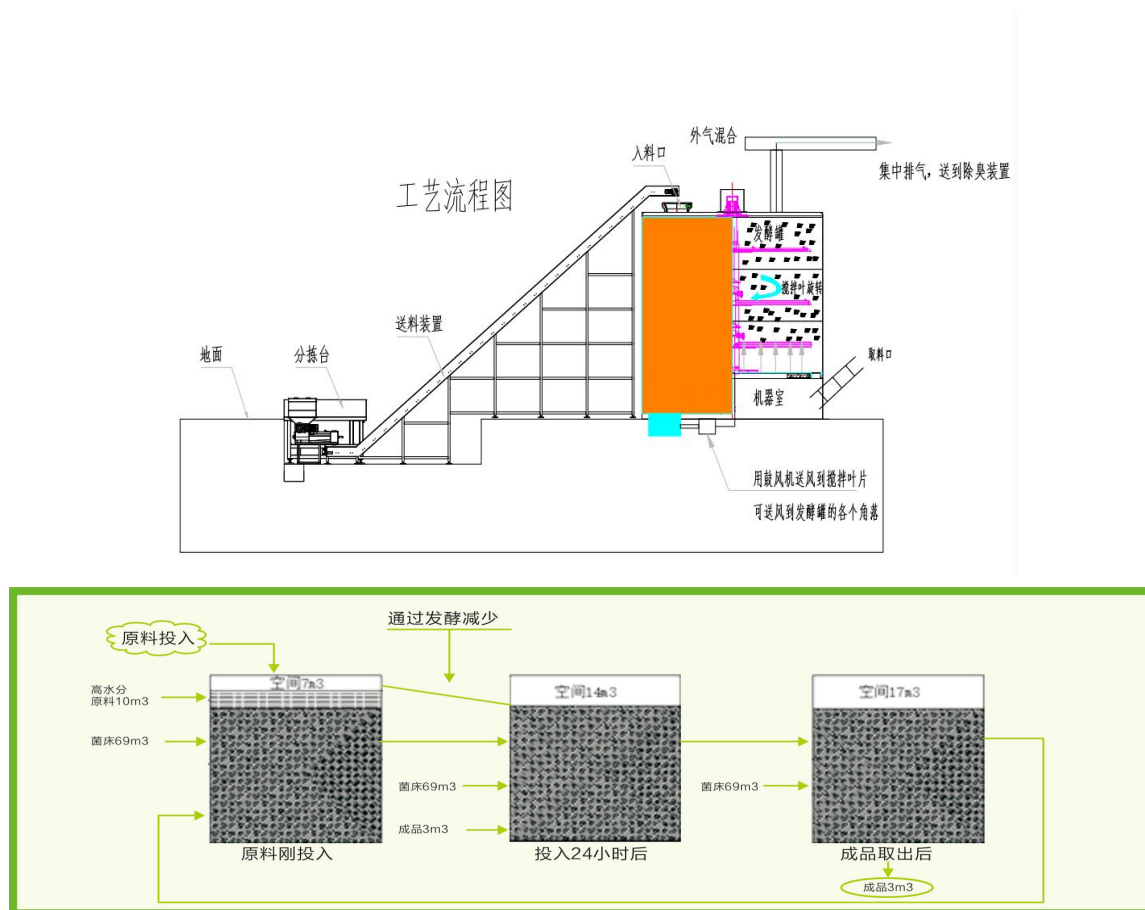 外气混合
入料口
集中排气，送到除臭装置
工艺流程图
发酵罐
搅拌叶旋转
送料装置
地面
分拣台
取料口
机器室
用鼓风机送风到搅拌叶片
可送风到发酵罐的各个角落
通过发酵减少
原料投入
空间7m3
空间14m3
空间17m3
高水分
原料10m3
菌床69m3
菌床69m3
菌床69m3
成品3m3
原料刚投入
投入24小时后
成品取出后
成品3m3